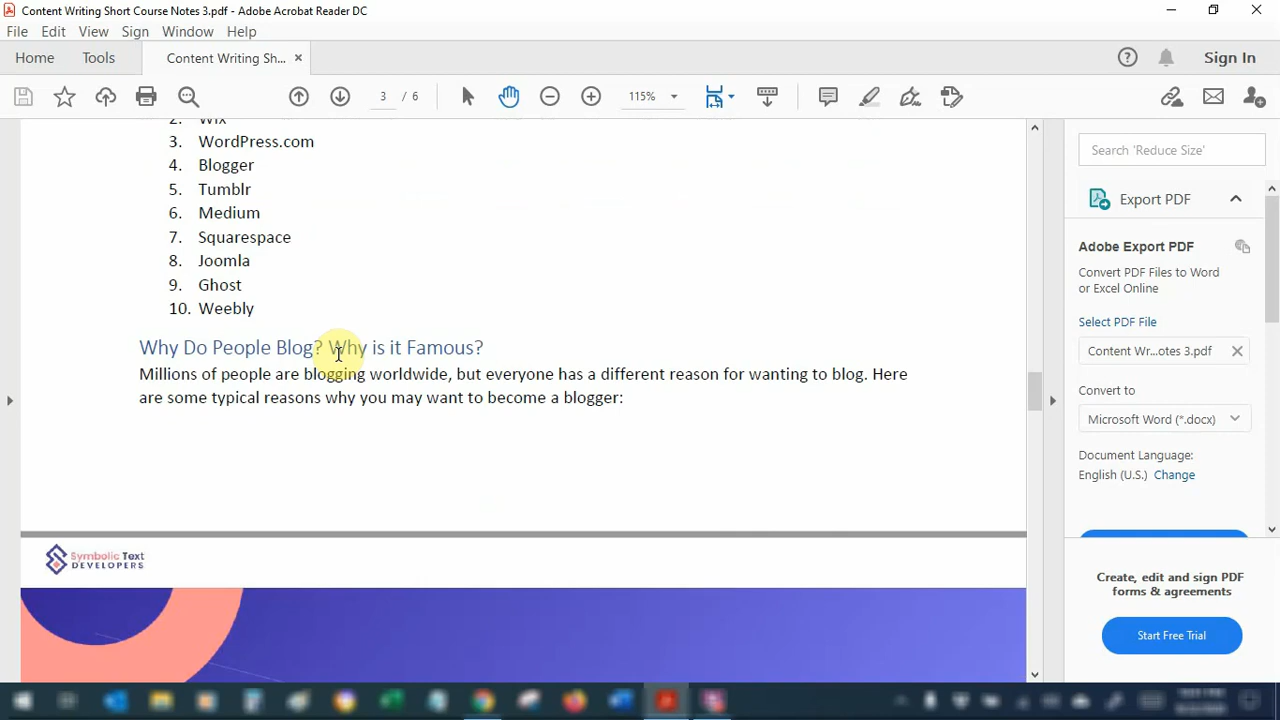 Content Writing Short Course Notes 3.pdf - Adobe Acrobat Reader DC
File Edit View Sign Window Help
Home Tools Content Writing Sh... × Sign In
3 / 6 115%
2. Wix
3. WordPress.com
4. Blogger
5. Tumblr
6. Medium
7. Squarespace
8. Joomla
9. Ghost
10. Weebly
Why Do People Blog? Why is it Famous?
Millions of people are blogging worldwide, but everyone has a different reason for wanting to blog. Here
are some typical reasons why you may want to become a blogger:
Symbolic Text
DEVELOPERS
Search 'Reduce Size'
Export PDF
Adobe Export PDF
Convert PDF Files to Word
or Excel Online
Select PDF File
Content Wr...otes 3.pdf
Convert to
Microsoft Word (*.docx)
Document Language:
English (U.S.) Change
Create, edit and sign PDF
forms & agreements
Start Free Trial